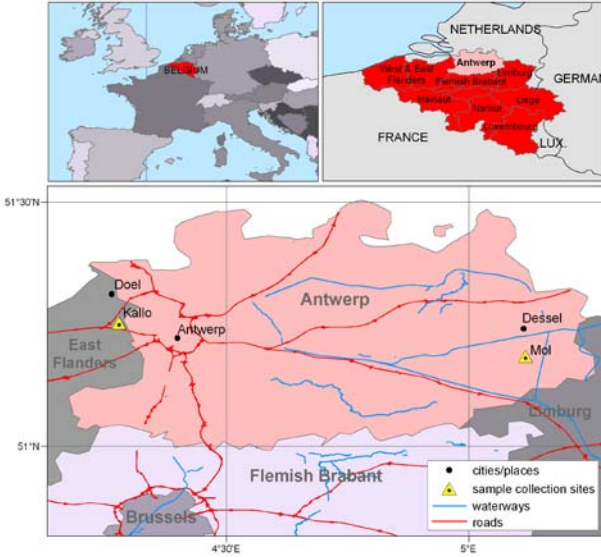 BELGIUM
NETHERLANDS
Antwerp
West & East
Flanders
Limburg
Flemish Brabant
GERMAN
Hainaut
Liege
Namur
Luxembourg
FRANCE
LUX.
51°30'N
Doel
Kallo
Antwerp
Antwerp
Dessel
East
Flanders
Mol
Limburg
51°N
Flemish Brabant
Brussels
cities/places
sample collection sites
waterways
roads
4°30'E
5°E